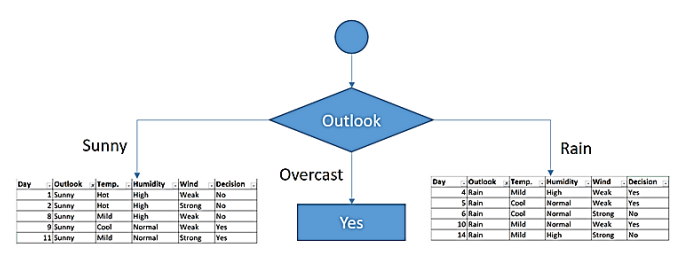 Outlook
Sunny
Rain
Overcast
Yes
Day Outlook Temp. Humidity Wind Decision
1 Sunny Hot High Weak No
2 Sunny Hot High Strong No
8 Sunny Mild High Weak No
9 Sunny Cool Normal Weak Yes
11 Sunny Mild Normal Strong Yes
Day Outlook Temp. Humidity Wind Decision
4 Rain Mild High Weak Yes
5 Rain Cool Normal Weak Yes
6 Rain Cool Normal Strong No
10 Rain Mild Normal Weak Yes
14 Rain Mild High Strong No